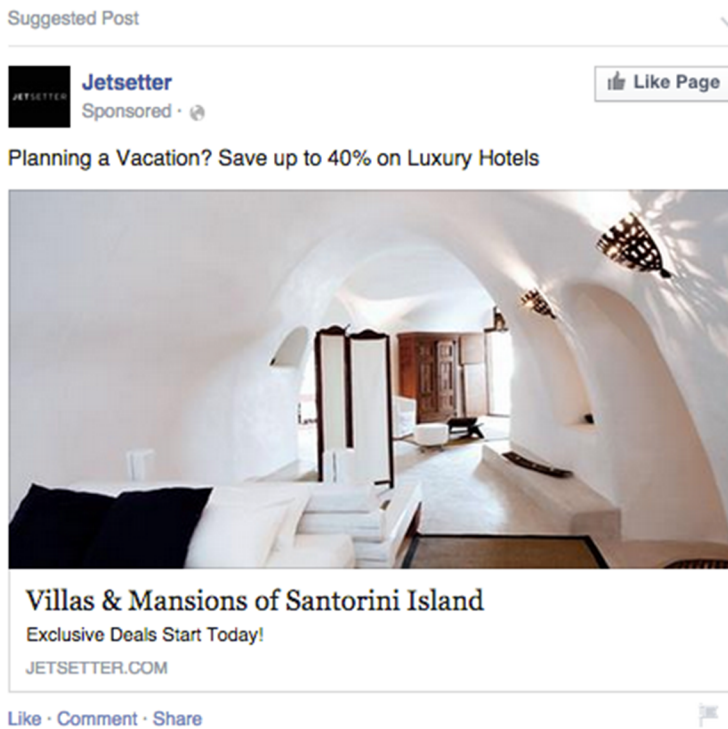 Suggested Post
JETSETTER
Jetsetter
Sponsored ·
Like Page
Planning a Vacation? Save up to 40% on Luxury Hotels
Villas & Mansions of Santorini Island
Exclusive Deals Start Today!
JETSETTER.COM
Like · Comment · Share